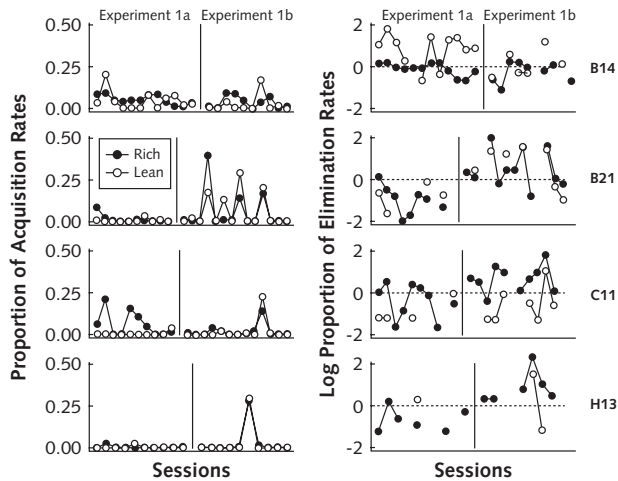 Experiment 1a Experiment 1b
0.50
0.25
0.00
0.50
0.25
0.00
Rich
Lean
0.50
0.25
0.00
0.50
0.25
0.00
Proportion of Acquisition Rates
Sessions
Experiment 1a Experiment 1b
2
0
-2
B14
2
0
-2
B21
2
0
-2
C11
2
0
-2
H13
Log Proportion of Elimination Rates
Sessions